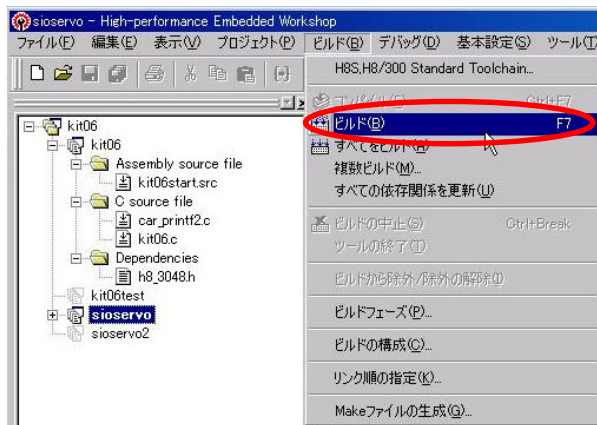 sioservo - High-performance Embedded Workshop
ファイル(F) 編集(E) 表示(V) プロジェクト(P) ビルド(B) デバッグ(D) 基本設定(S) ツール(T)
H8S,H8/300 Standard Toolchain...
コンパイル(F) Ctrl+F7
ビルド(B) F7
すべてをビルド(A)
複数ビルド(M)...
すべての依存関係を更新(U)
ビルドの中止(S) Ctrl+Break
ツールの終了(T)
ビルドから除外/除外の解除(I)
ビルドフェーズ(P)...
ビルドの構成(C)...
リンク順の指定(K)...
Makeファイルの生成(G)...
kit06
kit06
Assembly source file
kit06start.src
C source file
car_printf2.c
kit06.c
Dependencies
h8_3048.h
kit06test
sioservo
sioservo2